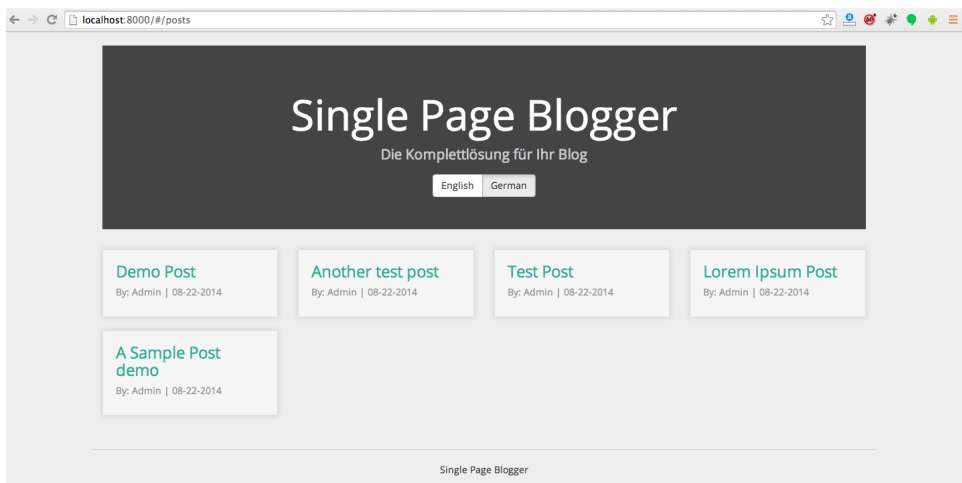 localhost:8000/#/posts
Single Page Blogger
Die Komplettlösung für Ihr Blog
English German
Demo Post
By: Admin | 08-22-2014
Another test post
By: Admin | 08-22-2014
Test Post
By: Admin | 08-22-2014
Lorem Ipsum Post
By: Admin | 08-22-2014
A Sample Post
demo
By: Admin | 08-22-2014
Single Page Blogger